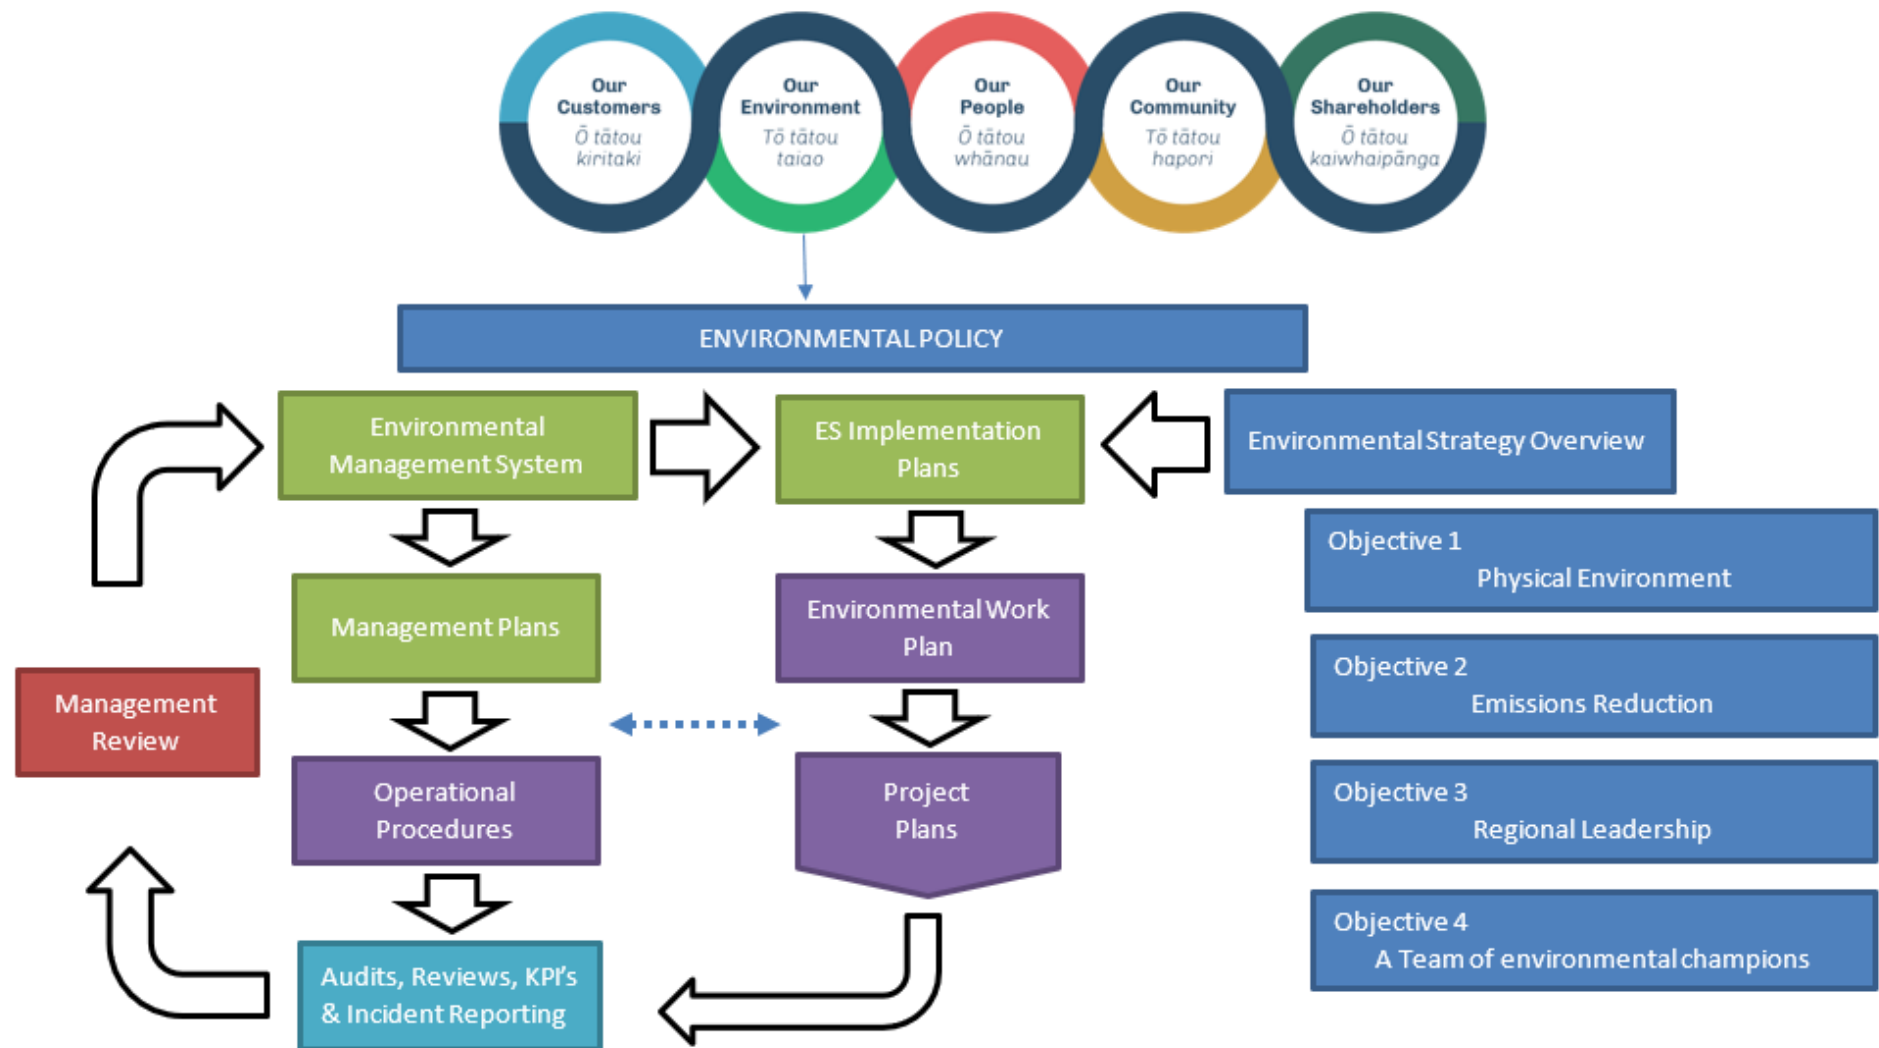 Our
Customers
Ō tātou
kiritaki
Our
Environment
Tō tātou
taiao
Our
People
Ō tātou
whānau
Our
Community
Tō tātou
hapori
Our
Shareholders
Ō tātou
kaiwhaipānga
ENVIRONMENTAL POLICY
Environmental
Management System
ES Implementation
Plans
Environmental Strategy Overview
Objective 1
Physical Environment
Management Plans
Environmental Work
Plan
Objective 2
Emissions Reduction
Management
Review
Operational
Procedures
Project
Plans
Objective 3
Regional Leadership
Objective 4
A Team of environmental champions
Audits, Reviews, KPI's
& Incident Reporting